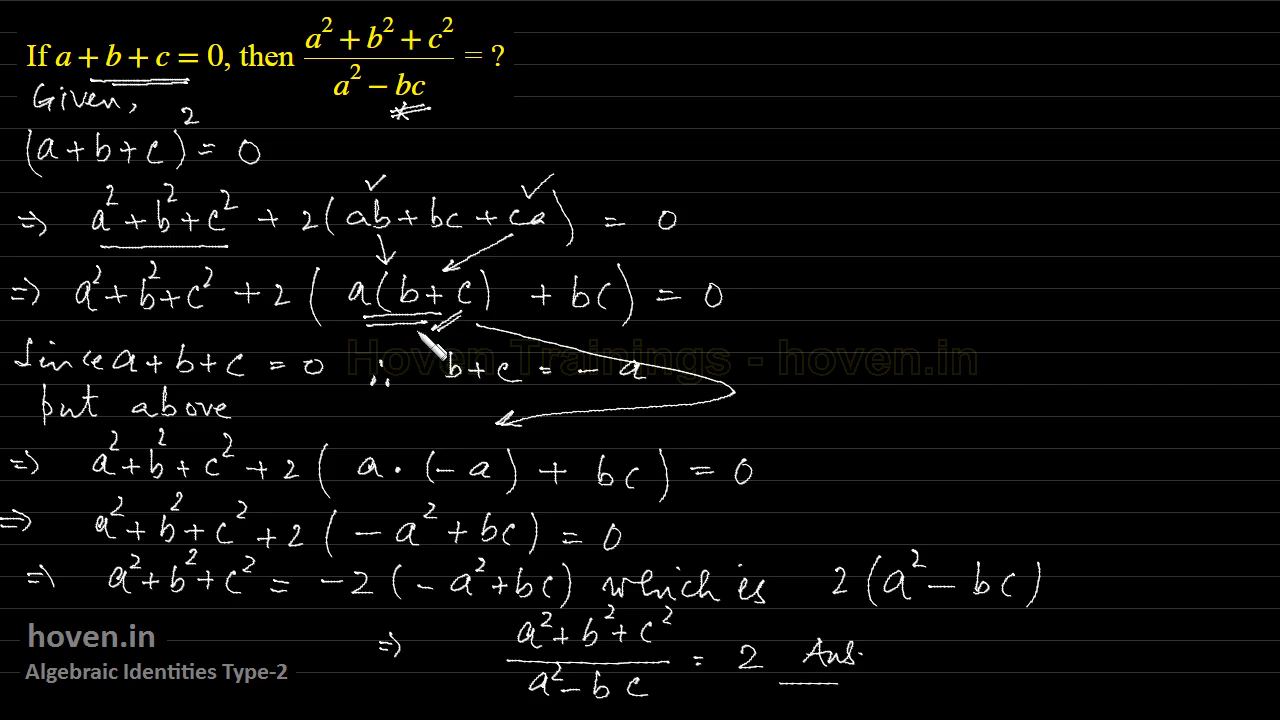 If a + b + c = 0, then (a² + b² + c²)/(a² − bc) = ?
Given,
(a+b+c)² = 0
⇒ a²+b²+c² + 2(ab+bc+ca) = 0
⇒ a²+b²+c² + 2(a(b+c) + bc) = 0
Since a+b+c = 0 ∴ b+c = −a
Hoven Trainings - hoven.in
put above
⇒ a²+b²+c²+2(a·(−a) + bc) = 0
⇒ a²+b²+c²+2(−a²+bc) = 0
⇒ a²+b²+c² = −2(−a²+bc) which is 2(a²−bc)
⇒ (a²+b²+c²)/(a²−bc) = 2 Ans.
hoven.in
Algebraic Identities Type-2